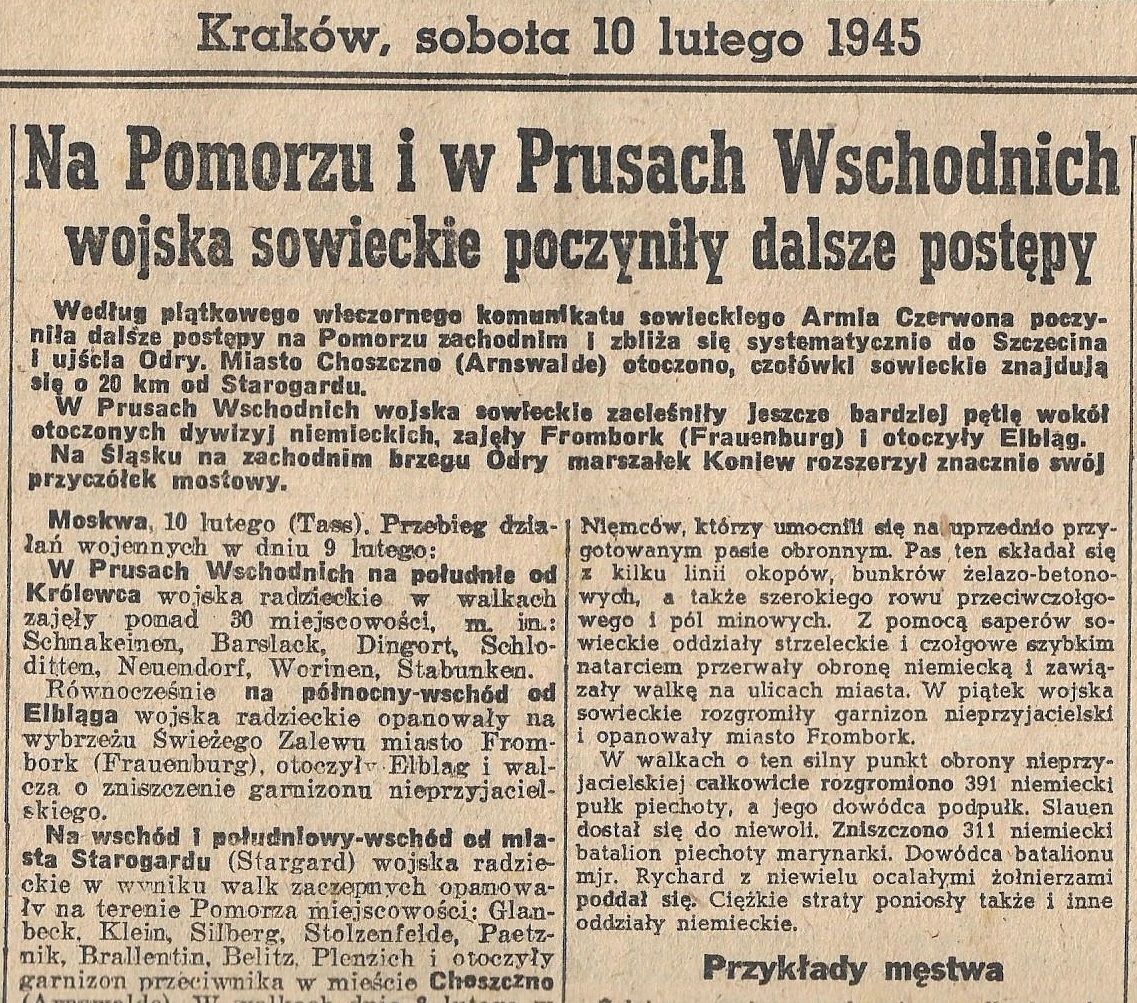 Kraków, sobota 10 lutego 1945
Na Pomorzu i w Prusach Wschodnich
wojska sowieckie poczyniły dalsze postępy
Według piątkowego wieczornego komunikatu sowieckiego Armia Czerwona poczy-
niła dalsze postępy na Pomorzu zachodnim i zbliża się systematycznie do Szczecina
i ujścia Odry. Miasto Choszczno (Arnswalde) otoczono, czołówki sowieckie znajdują
się o 20 km od Starogardu.
W Prusach Wschodnich wojska sowieckie zacieśniły jeszcze bardziej pętlę wokół
otoczonych dywizyj niemieckich, zajęły Frombork (Frauenburg) i otoczyły Elbląg.
Na Śląsku na zachodnim brzegu Odry marszałek Koniew rozszerzył znacznie swój
przyczółek mostowy.
Moskwa, 10 lutego (Tass). Przebieg dzia-
łań wojennych w dniu 9 lutego:
W Prusach Wschodnich na południe od
Królewca wojska radzieckie w walkach
zajęły ponad 30 miejscowości, m. in.:
Schnakeinen, Barslack, Dingort, Schlo-
ditten, Neuendorf, Worinen, Stabunken.
Równocześnie na północny-wschód od
Elbląga wojska radzieckie opanowały na
wybrzeżu Świeżego Zalewu miasto From-
bork (Frauenburg), otoczyły Elbląg i wal-
czą o zniszczenie garnizonu nieprzyjaciel-
skiego.
Na wschód i południowy-wschód od mia-
sta Starogardu (Stargard) wojska radzie-
ckie w wyniku walk zaczepnych opanowa-
ły na terenie Pomorza miejscowości: Glan-
beck, Klein, Silberg, Stolzenfelde, Paetz-
nik, Brallentin, Belitz, Plenzich i otoczyły
garnizon przeciwnika w mieście Choszczno
(Arnswalde). W walkach dnia 8 lutego w
Niemców, którzy umocnili się na uprzednio przy-
gotowanym pasie obronnym. Pas ten składał się
z kilku linii okopów, bunkrów żelazo-betono-
wych, a także szerokiego rowu przeciwczołgo-
wego i pól minowych. Z pomocą saperów so-
wieckie oddziały strzeleckie i czołgowe szybkim
natarciem przerwały obronę niemiecką i zawią-
zały walkę na ulicach miasta. W piątek wojska
sowieckie rozgromiły garnizon nieprzyjacielski
i opanowały miasto Frombork.
W walkach o ten silny punkt obrony nieprzy-
jacielskiej całkowicie rozgromiono 391 niemiecki
pułk piechoty, a jego dowódca podpułk. Slauen
dostał się do niewoli. Zniszczono 311 niemiecki
batalion piechoty marynarki. Dowódca batalionu
mjr. Rychard z niewielu ocalałymi żołnierzami
poddał się. Ciężkie straty poniosły także i inne
oddziały niemieckie.
Przykłady męstwa